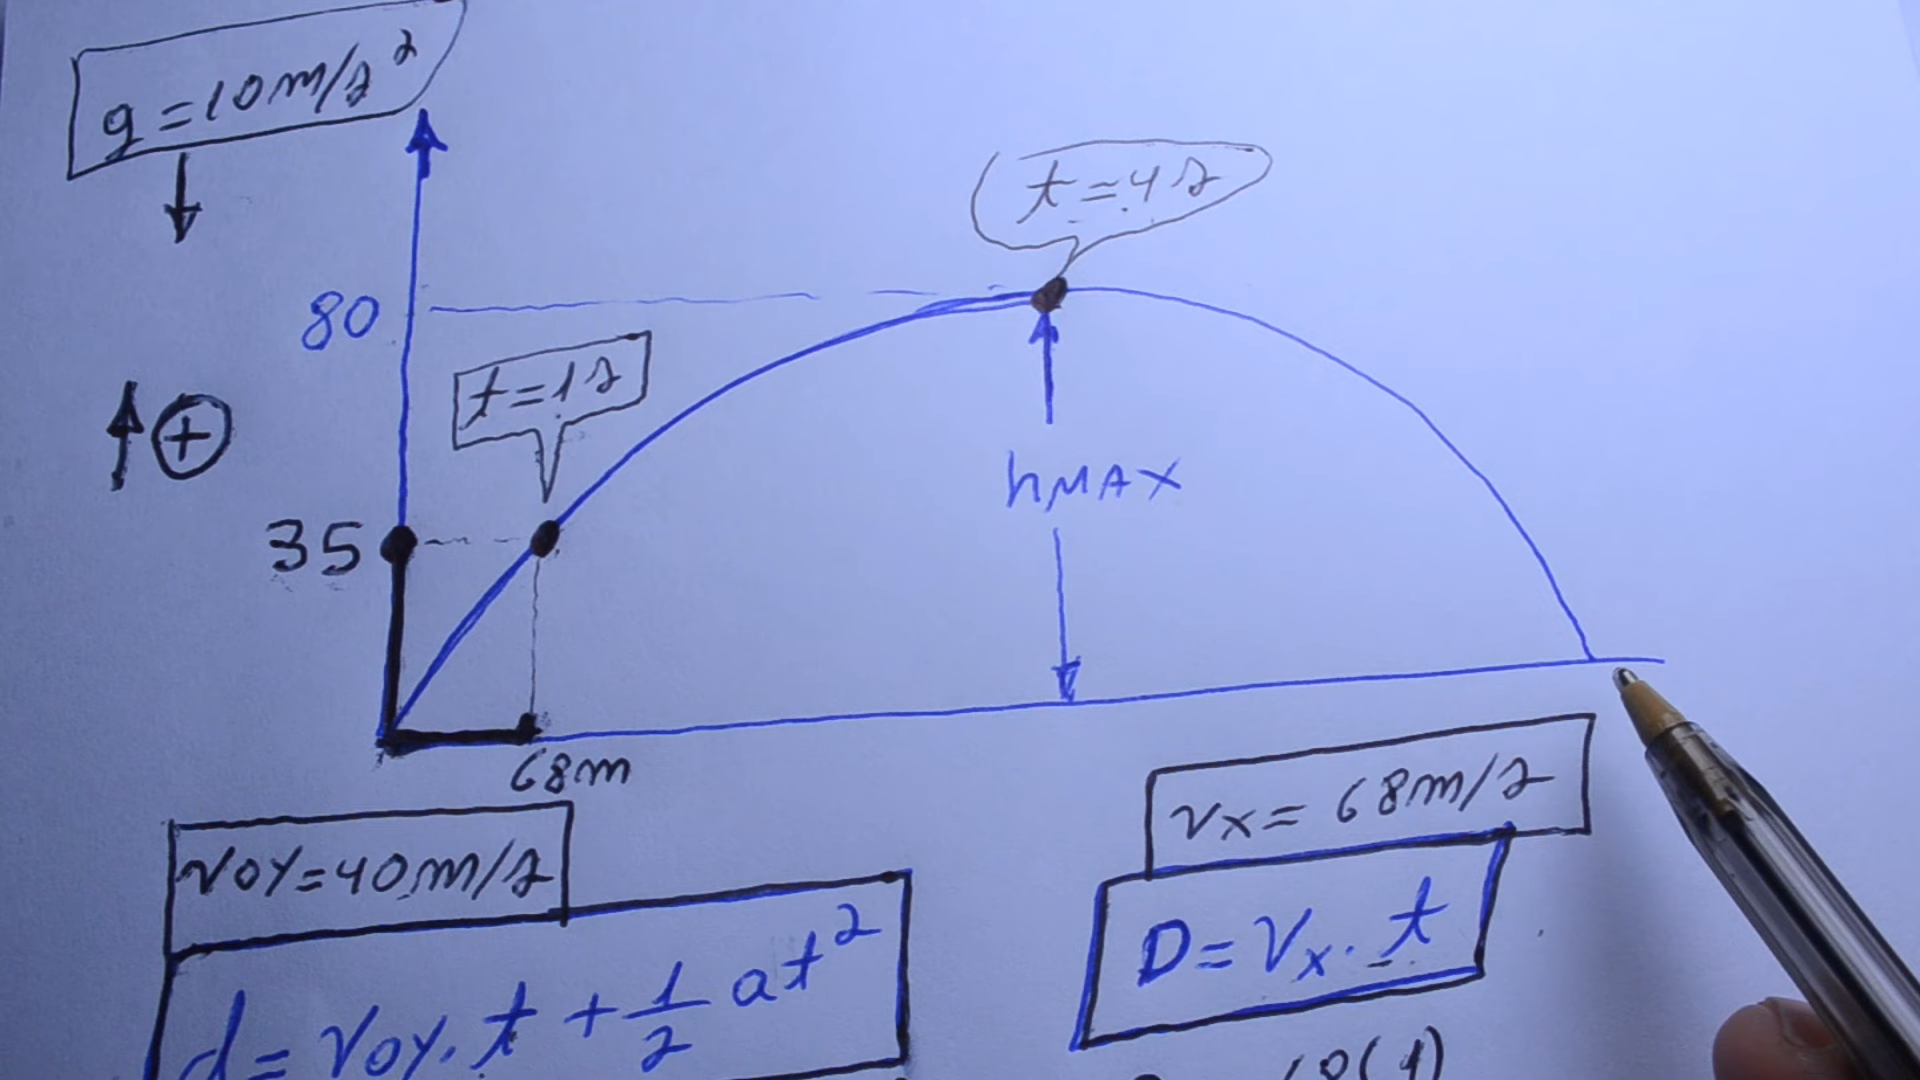 g=10m/s²
t=4s
80
t=1s
+
hMAX
35
68m
vx= 68m/s
voy=40m/s
D=Vx.t
d= voy.t+1/2at²